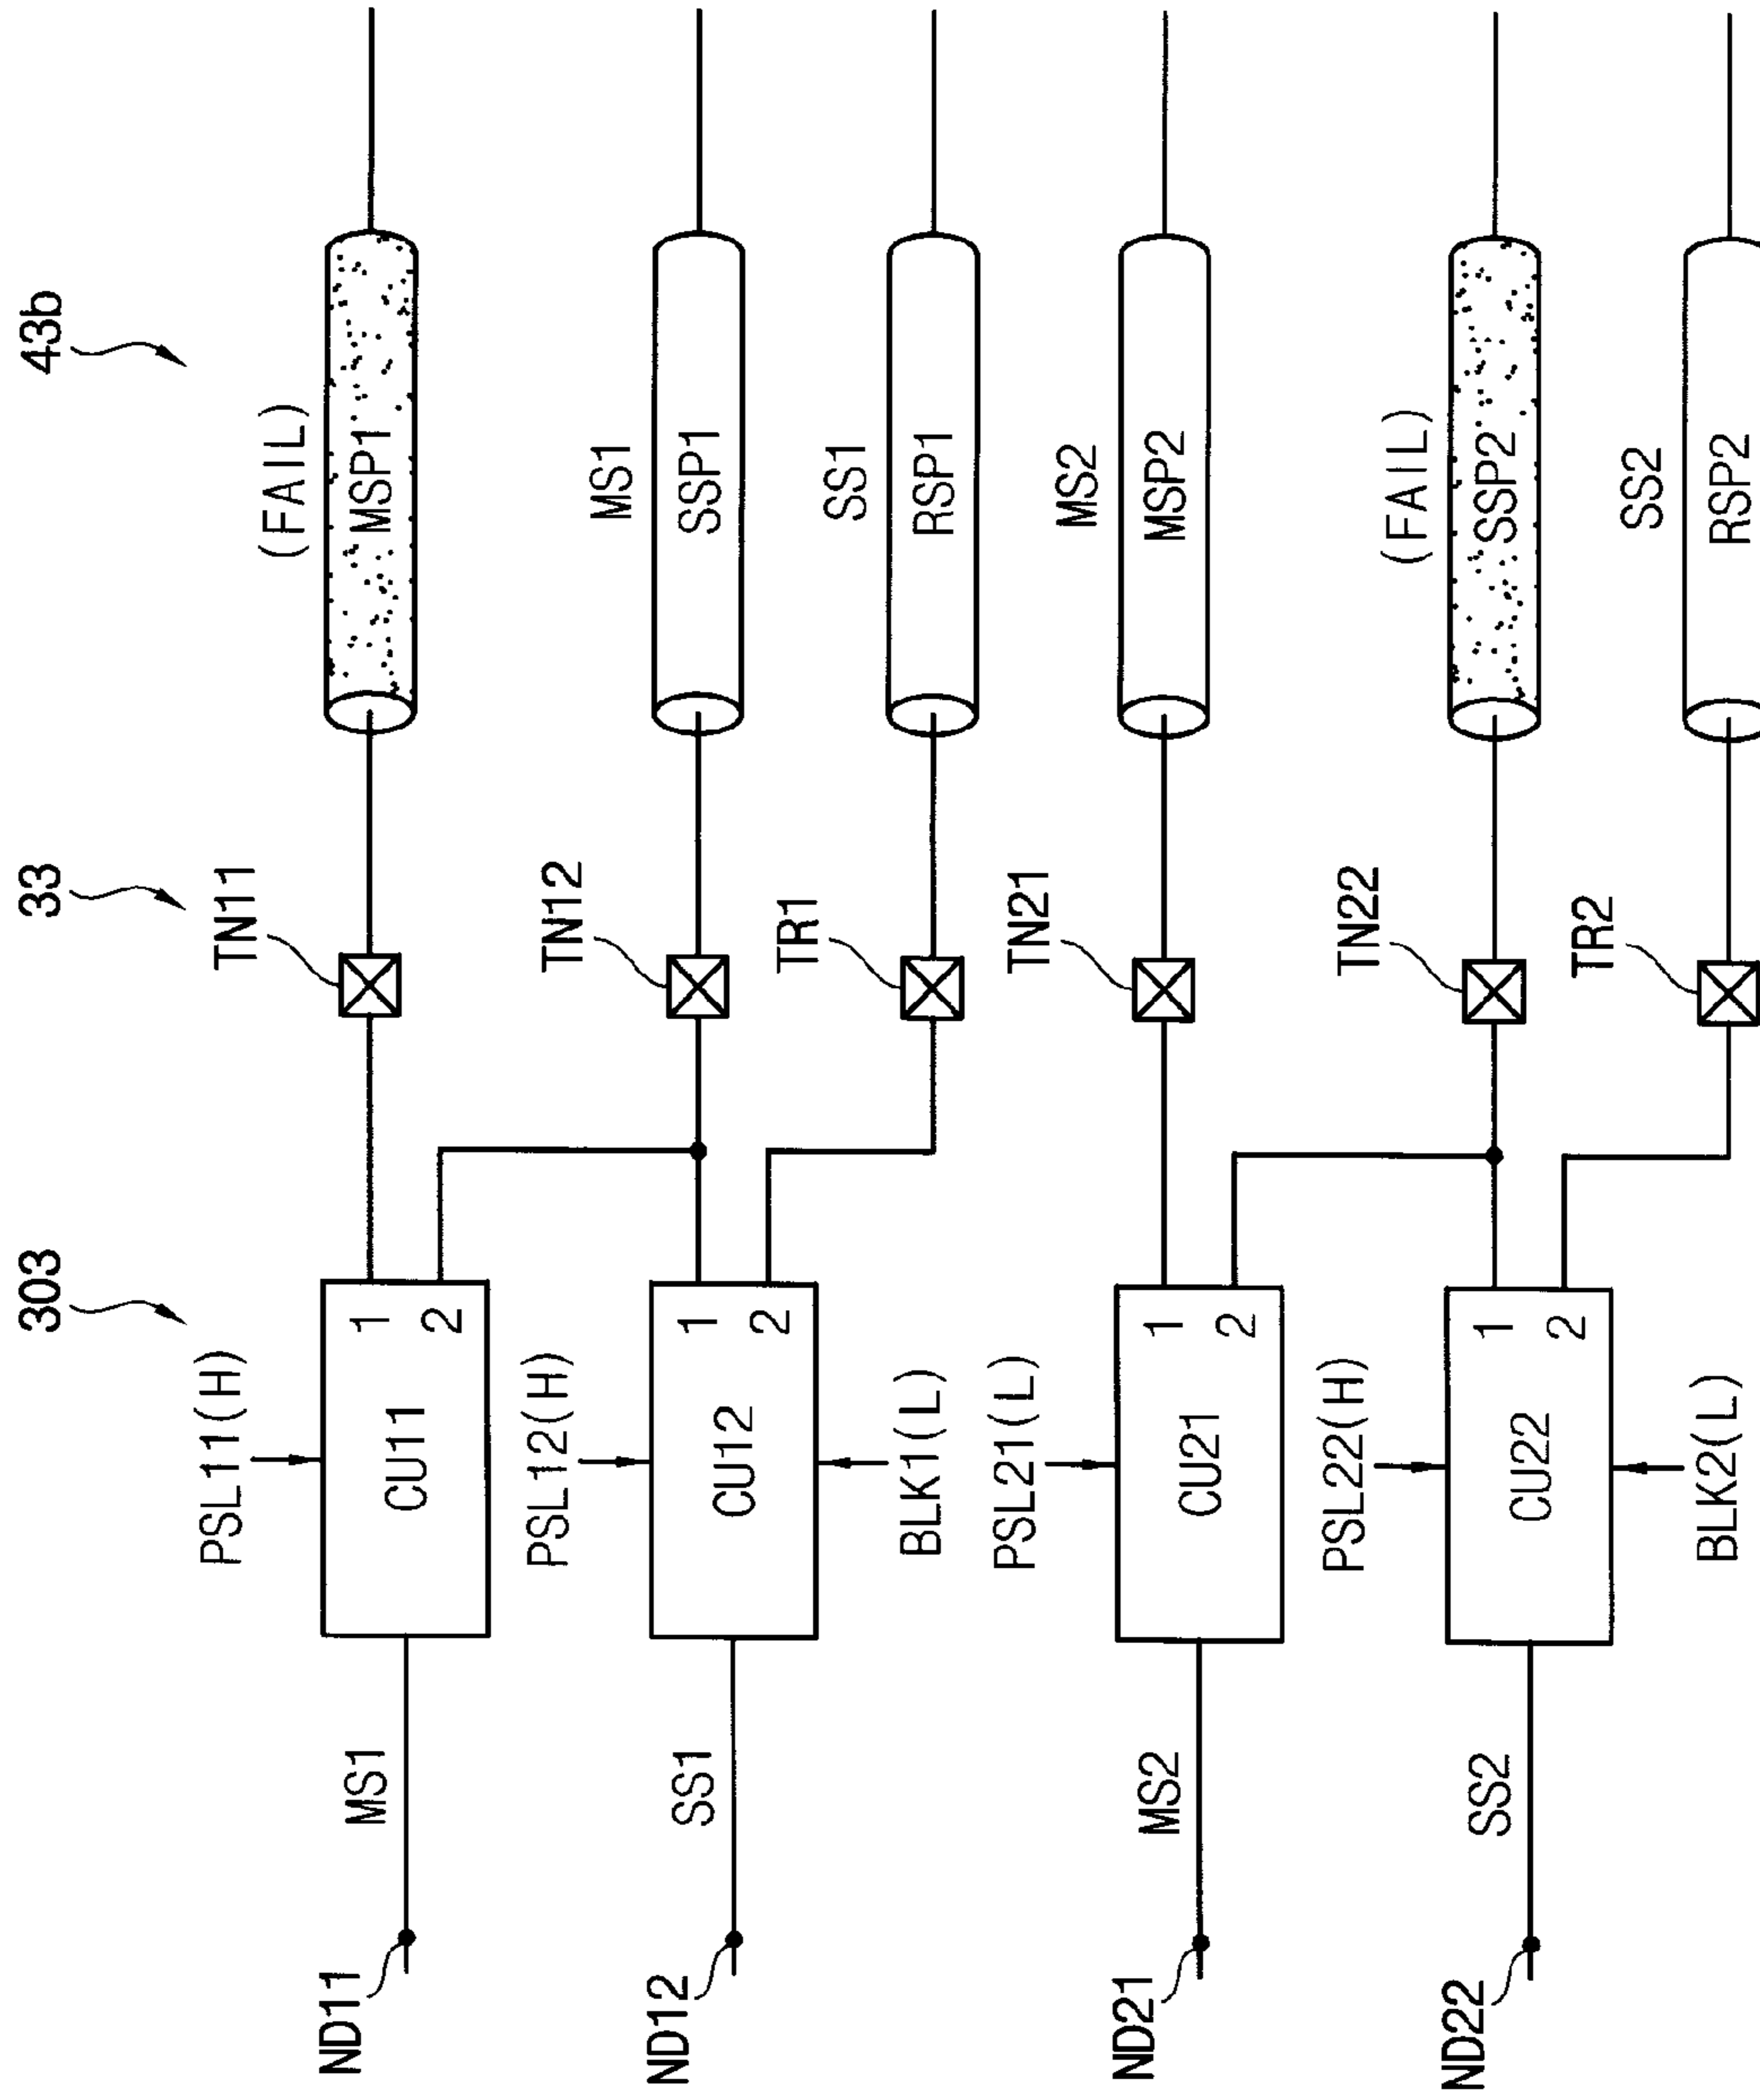 303
33
43b
PSL11(H)
TN11
(FAIL)
ND11
MS1
CU11
1
2
MSP1
PSL12(H)
TN12
MS1
ND12
SS1
CU12
1
2
SSP1
BLK1(L)
TR1
SS1
RSP1
PSL21(L)
TN21
MS2
ND21
MS2
CU21
1
2
MSP2
PSL22(H)
TN22
(FAIL)
ND22
SS2
CU22
1
2
SSP2
BLK2(L)
TR2
SS2
RSP2